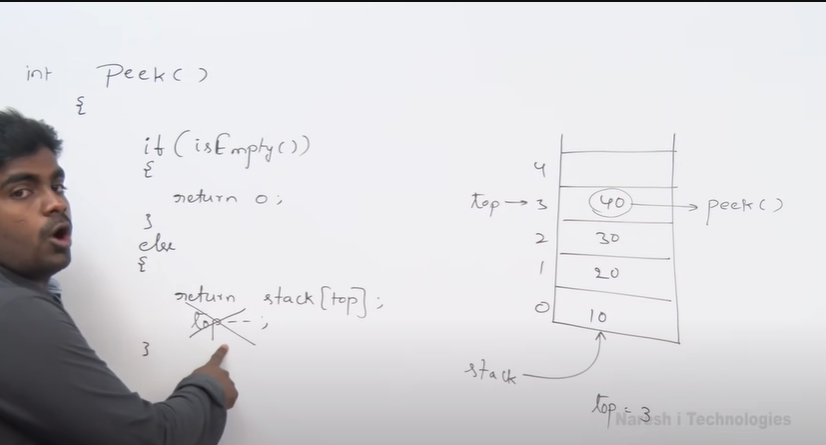 int Peek()
{
if(isEmpty())
{
return 0;
}
else
{
return stack[top];
top--;
}
4
top → 3 40 → peek()
2 30
1 20
0 10
stack
top = 3
Naresh i Technologies